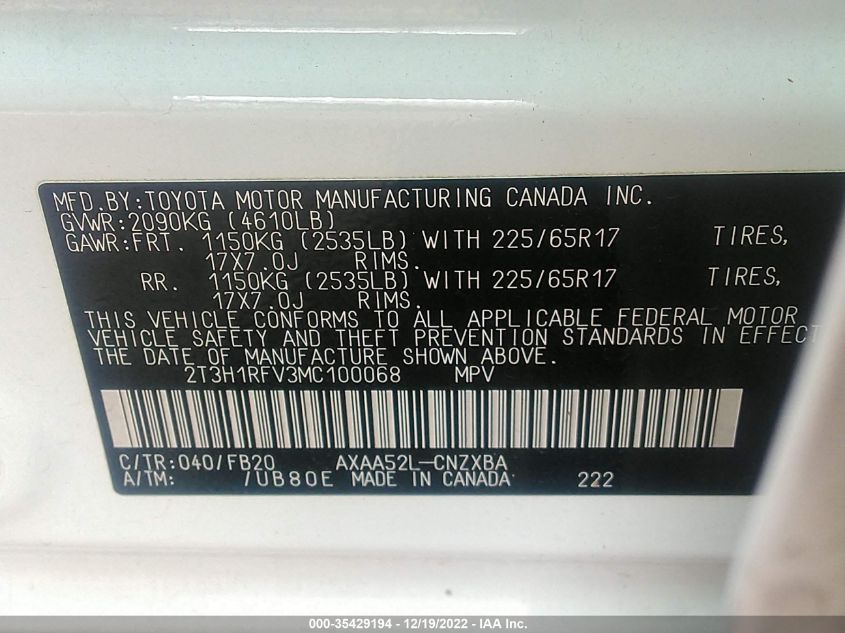 MFD.BY:TOYOTA MOTOR MANUFACTURING CANADA INC.
GVWR:2090KG (4610LB)
GAWR:FRT. 1150KG (2535LB) WITH 225/65R17 TIRES,
17X7.0J RIMS.
RR. 1150KG (2535LB) WITH 225/65R17 TIRES,
17X7.0J RIMS.
THIS VEHICLE CONFORMS TO ALL APPLICABLE FEDERAL MOTOR
VEHICLE SAFETY AND THEFT PREVENTION STANDARDS IN EFFECT
THE DATE OF MANUFACTURE SHOWN ABOVE.
2T3H1RFV3MC100068 MPV
C/TR:040/FB20 AXAA52L-CNZXBA
A/TM: /UB80E MADE IN CANADA 222
000-35429194 - 12/19/2022 - IAA Inc.